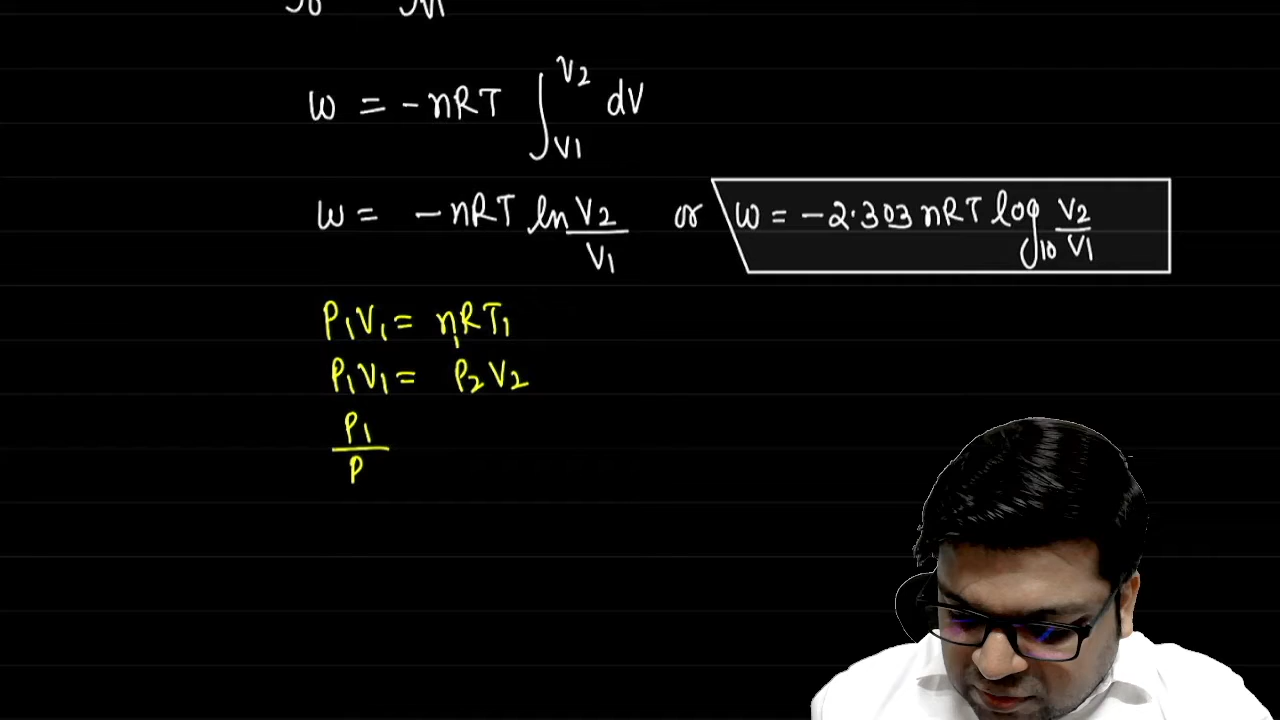 w = -nRT ∫ V2 V1 dV
w = -nRT ln V2/V1 or w = -2.303 nRT log10 V2/V1
P1V1 = nRT1
P1V1 = P2V2
P1/P